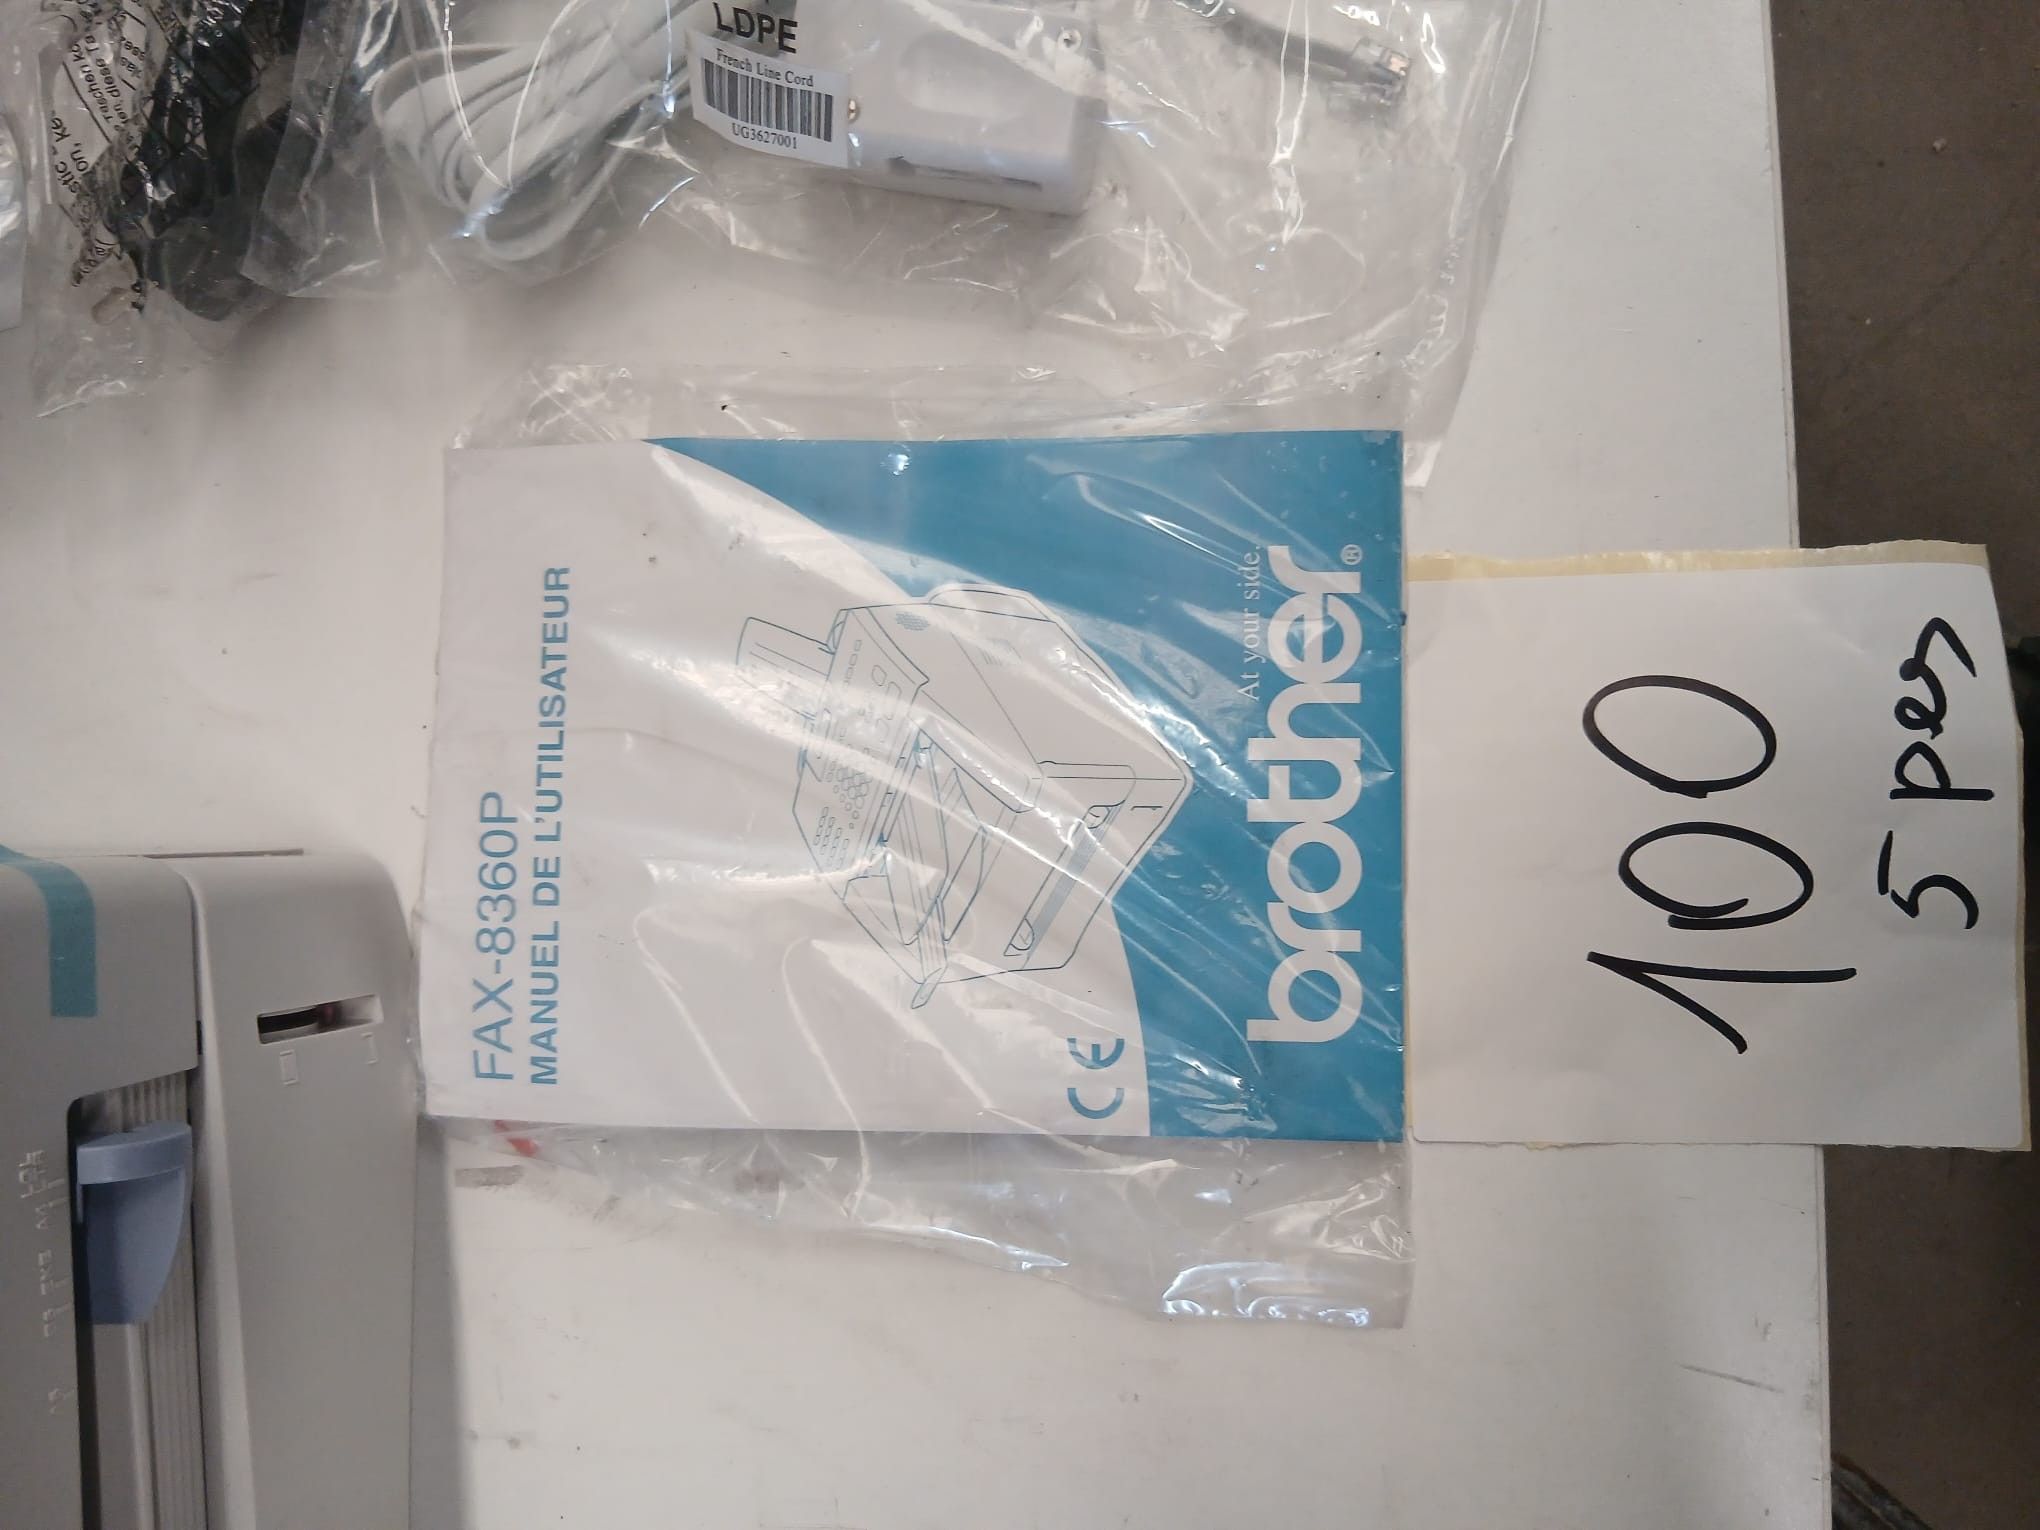 LDPE
French Line Cord
UG3627001
FAX-8360P
MANUEL DE L'UTILISATEUR
CE
At your side.
brother®
100
5 pcs